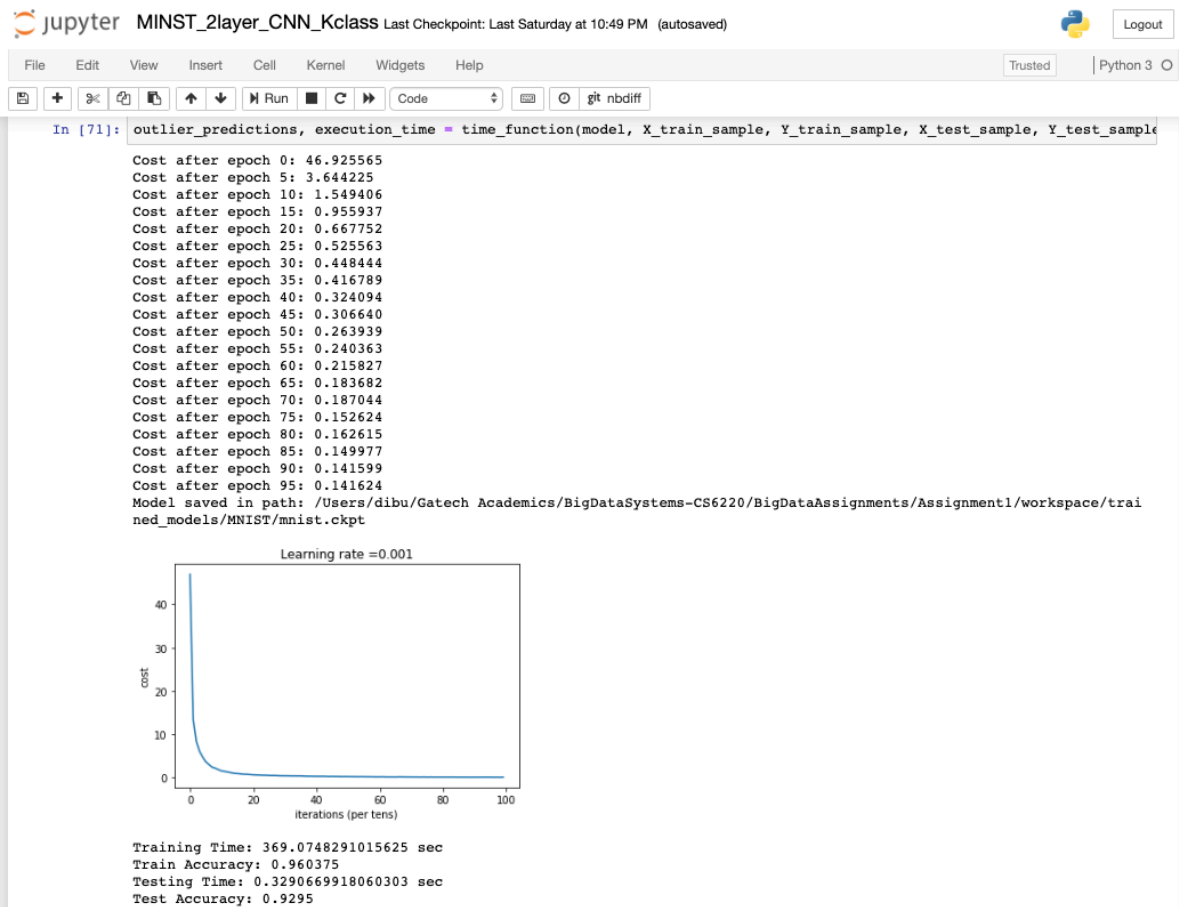 jupyter MINST_2layer_CNN_Kclass Last Checkpoint: Last Saturday at 10:49 PM (autosaved)
Logout
File Edit View Insert Cell Kernel Widgets Help
Trusted
Python 3
Run
Code
git nbdiff
In [71]: outlier_predictions, execution_time = time_function(model, X_train_sample, Y_train_sample, X_test_sample, Y_test_sample
Cost after epoch 0: 46.925565
Cost after epoch 5: 3.644225
Cost after epoch 10: 1.549406
Cost after epoch 15: 0.955937
Cost after epoch 20: 0.667752
Cost after epoch 25: 0.525563
Cost after epoch 30: 0.448444
Cost after epoch 35: 0.416789
Cost after epoch 40: 0.324094
Cost after epoch 45: 0.306640
Cost after epoch 50: 0.263939
Cost after epoch 55: 0.240363
Cost after epoch 60: 0.215827
Cost after epoch 65: 0.183682
Cost after epoch 70: 0.187044
Cost after epoch 75: 0.152624
Cost after epoch 80: 0.162615
Cost after epoch 85: 0.149977
Cost after epoch 90: 0.141599
Cost after epoch 95: 0.141624
Model saved in path: /Users/dibu/Gatech Academics/BigDataSystems-CS6220/BigDataAssignments/Assignment1/workspace/trai
ned_models/MNIST/mnist.ckpt
Learning rate =0.001
40
30
20
10
0
cost
0 20 40 60 80 100
iterations (per tens)
Training Time: 369.0748291015625 sec
Train Accuracy: 0.960375
Testing Time: 0.3290669918060303 sec
Test Accuracy: 0.9295